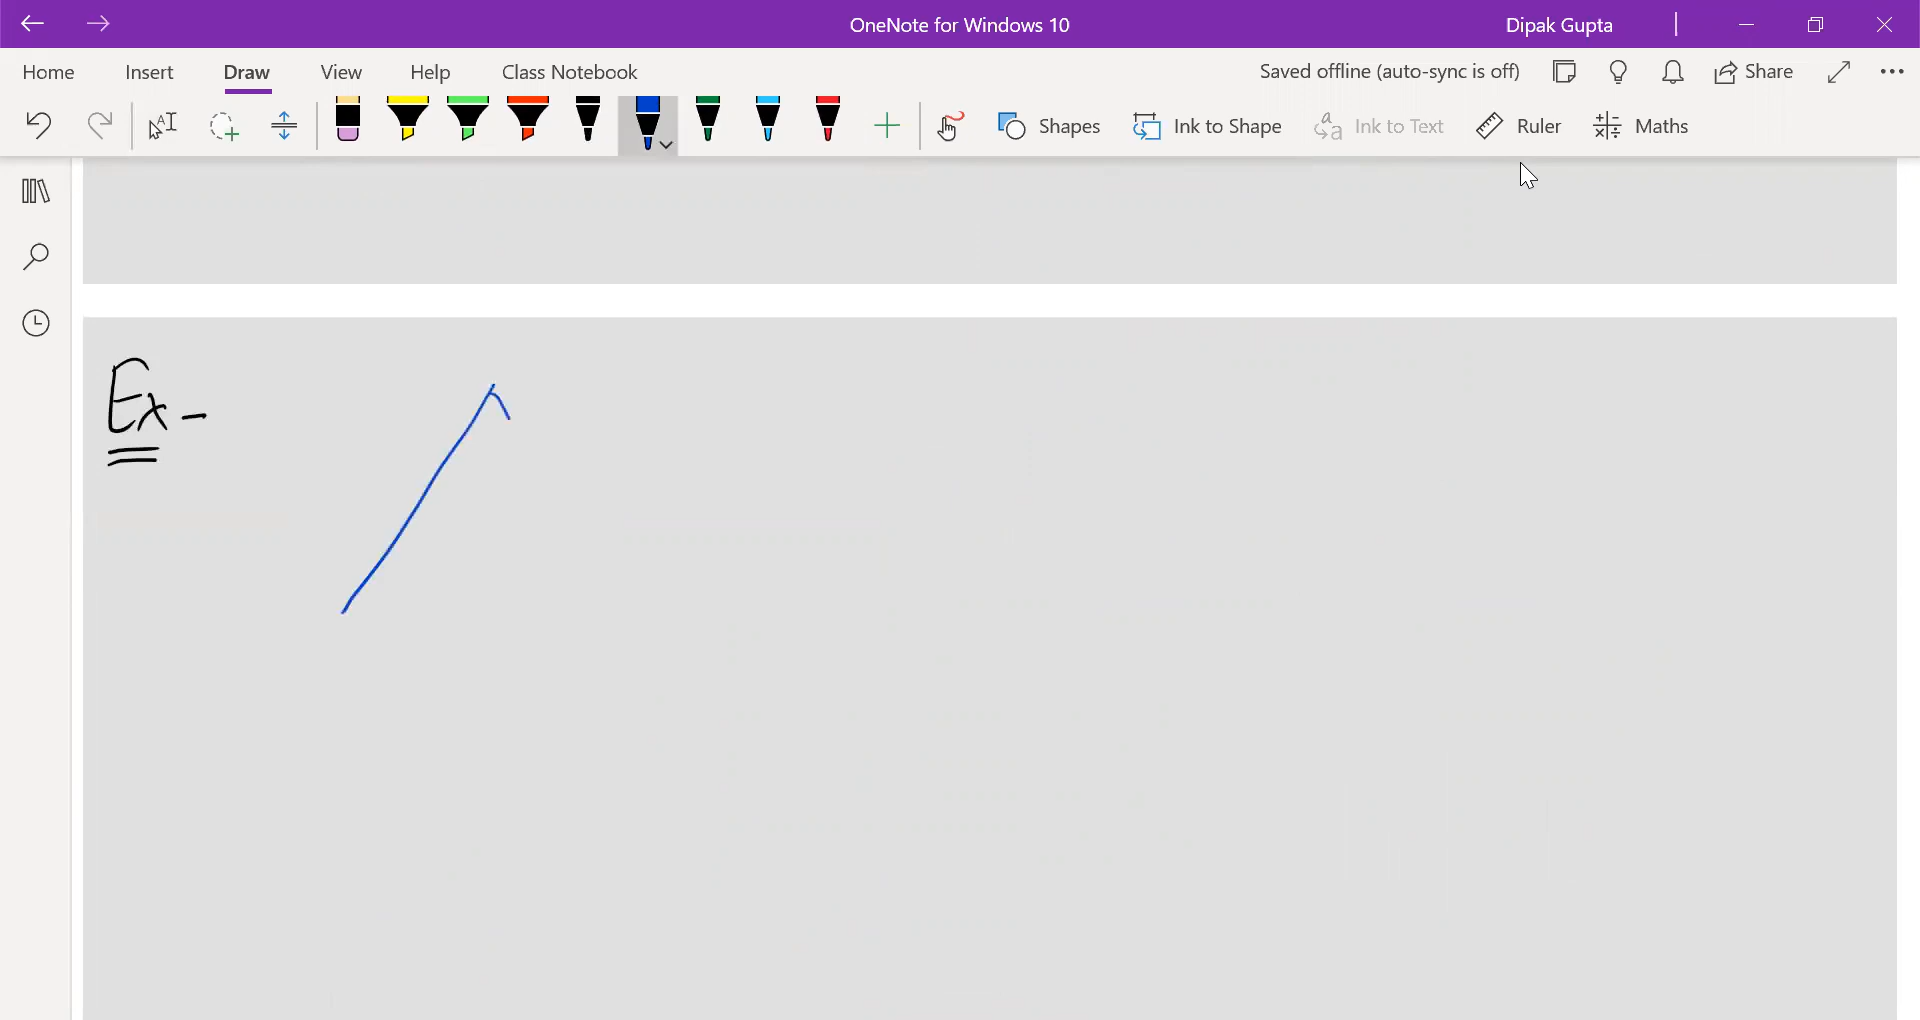 OneNote for Windows 10
Dipak Gupta
Home Insert Draw View Help Class Notebook
Saved offline (auto-sync is off)
Share
Shapes
Ink to Shape
Ink to Text
Ruler
Maths
Ex -